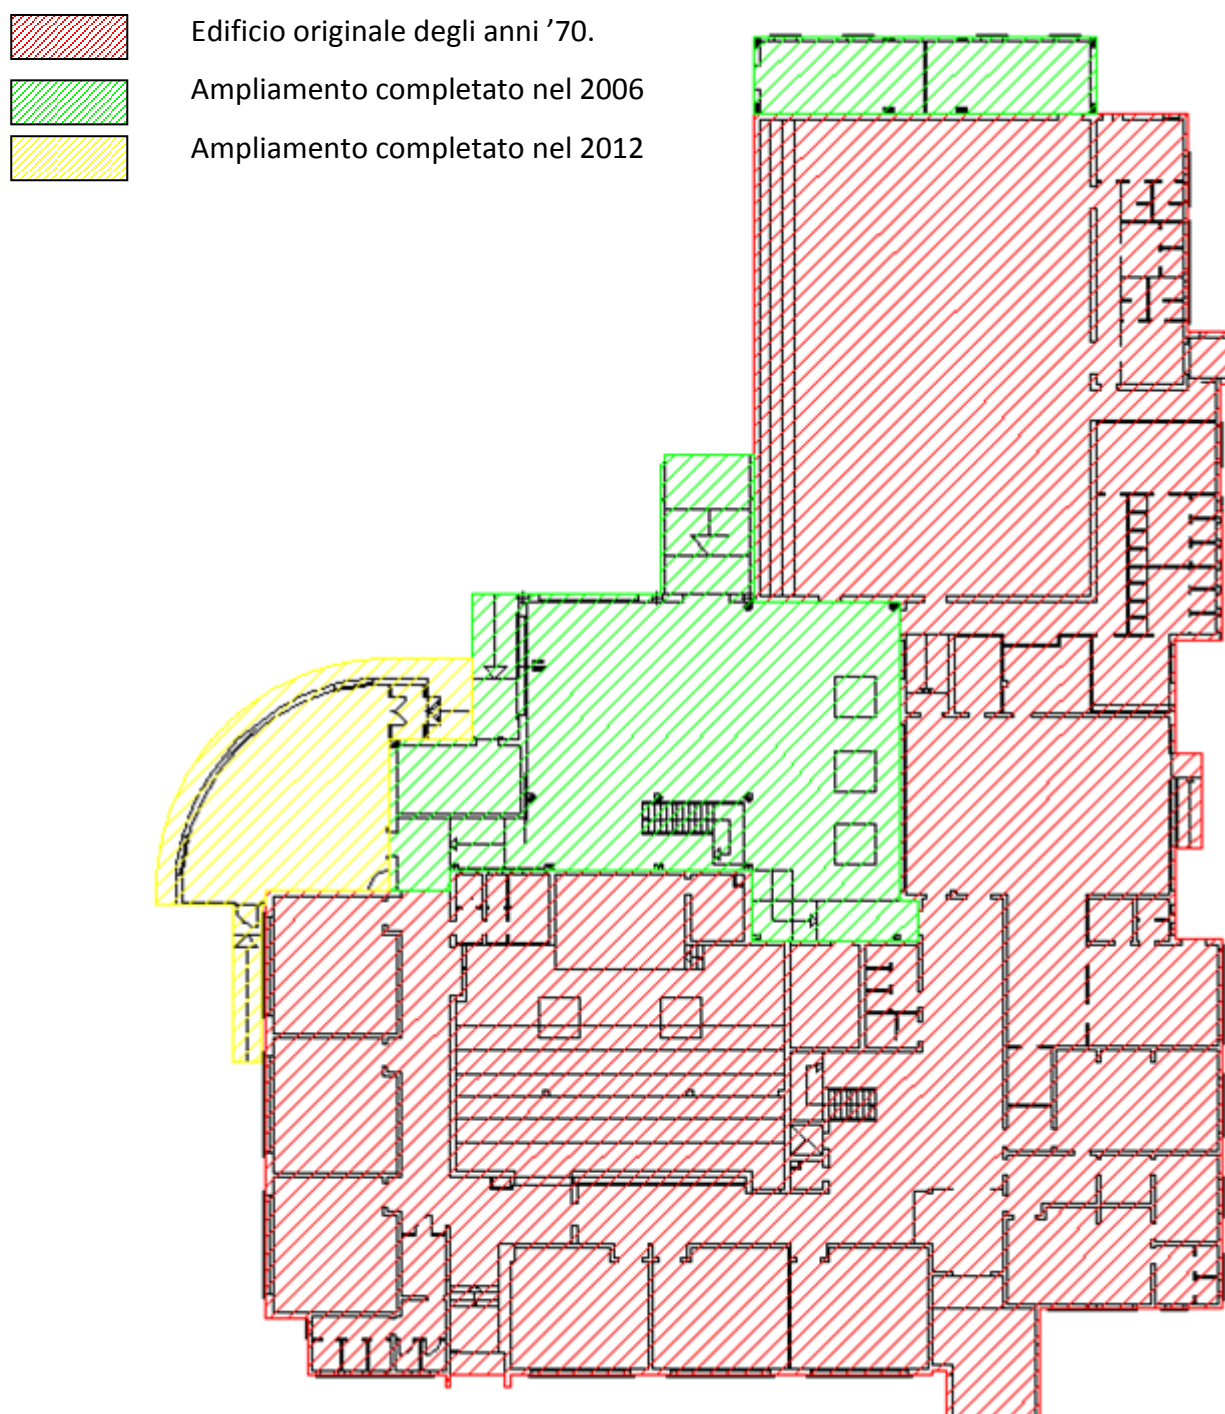 Edificio originale degli anni ’70.
Ampliamento completato nel 2006
Ampliamento completato nel 2012